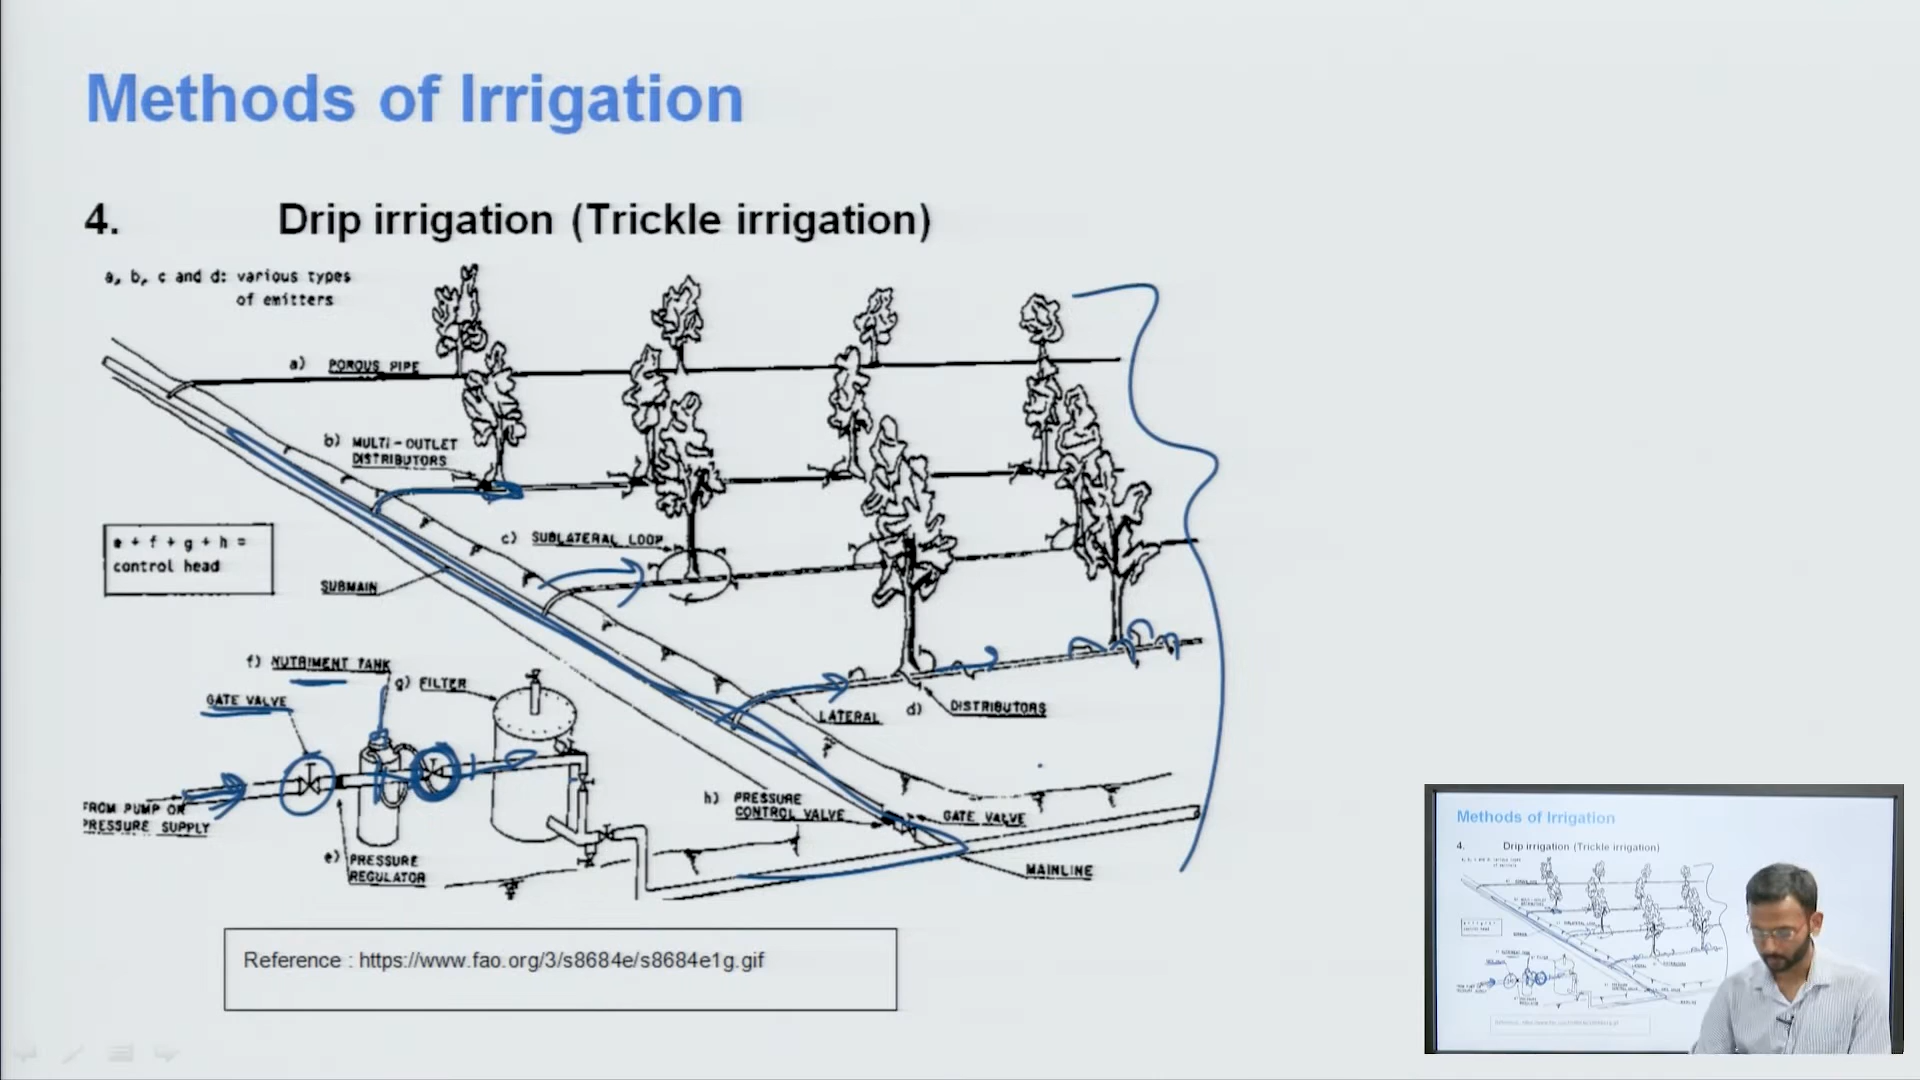 Methods of Irrigation
4. Drip irrigation (Trickle irrigation)
a, b, c and d: various types
of emitters
a) POROUS PIPE
b) MULTI-OUTLET
DISTRIBUTORS
c) SUBLATERAL LOOP
e + f + g + h =
control head
SUBMAIN
f) NUTRIMENT TANK
g) FILTER
GATE VALVE
LATERAL
d) DISTRIBUTORS
FROM PUMP OR
PRESSURE SUPPLY
h) PRESSURE
CONTROL VALVE
GATE VALVE
e) PRESSURE
REGULATOR
MAINLINE
Reference : https://www.fao.org/3/s8684e/s8684e1g.gif
Methods of Irrigation
4. Drip irrigation (Trickle irrigation)